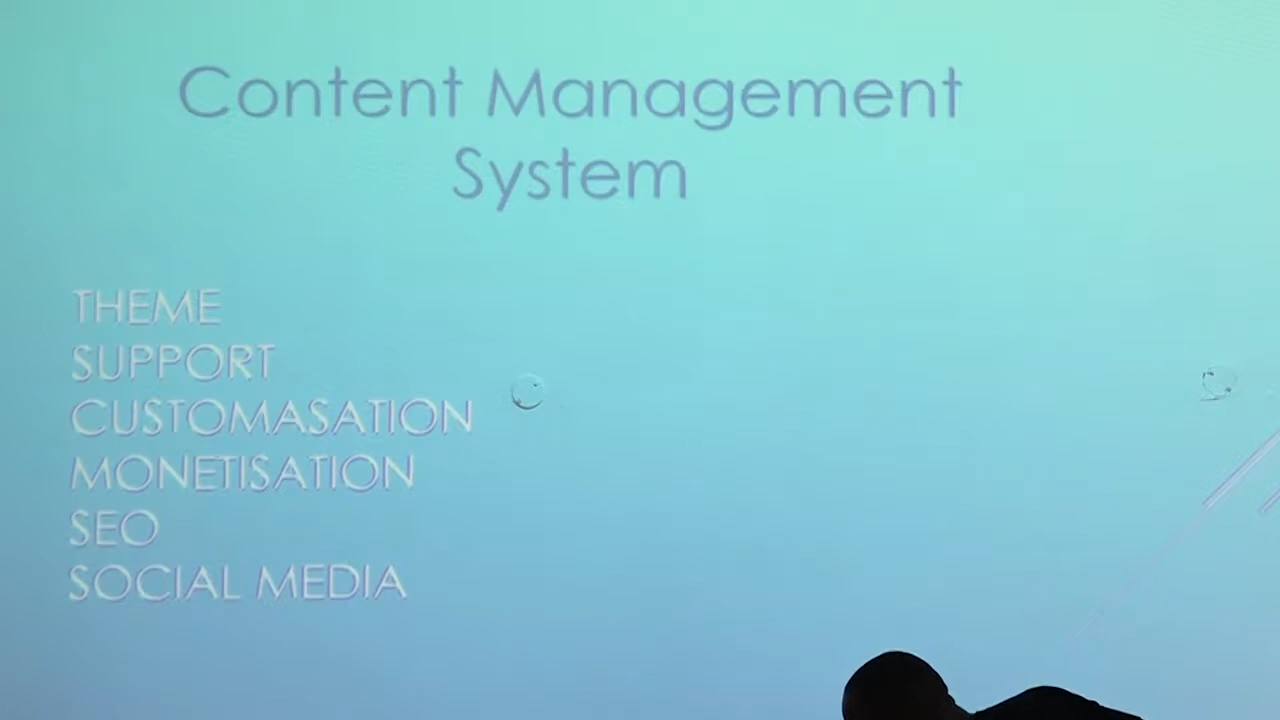 Content Management
System
THEME
SUPPORT
CUSTOMASATION
MONETISATION
SEO
SOCIAL MEDIA